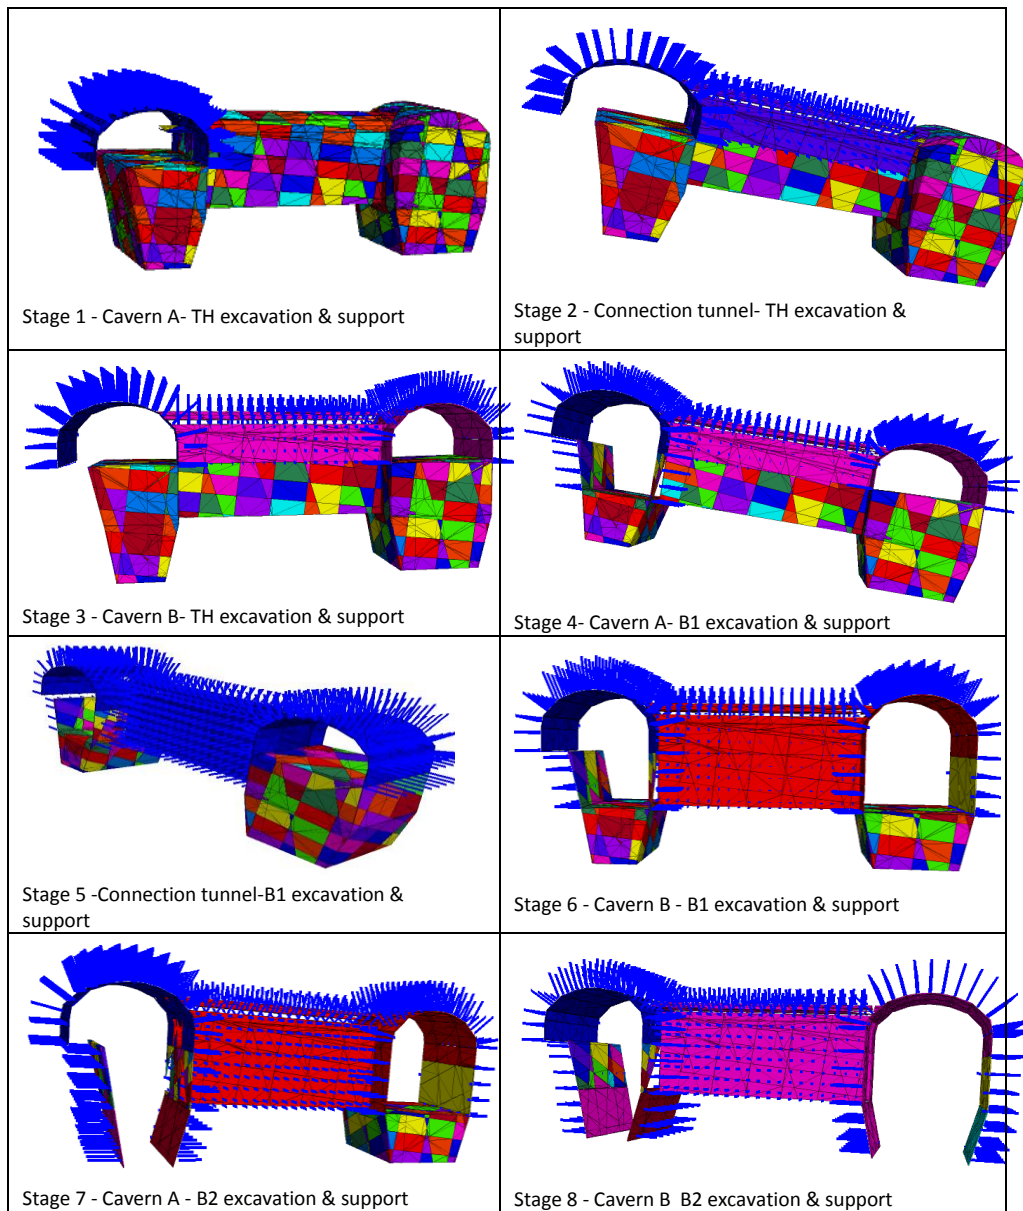 Stage 1 - Cavern A- TH excavation & support
Stage 2 - Connection tunnel- TH excavation &
support
Stage 3 - Cavern B- TH excavation & support
Stage 4- Cavern A- B1 excavation & support
Stage 5 -Connection tunnel-B1 excavation &
support
Stage 6 - Cavern B - B1 excavation & support
Stage 7 - Cavern A - B2 excavation & support
Stage 8 - Cavern B  B2 excavation & support